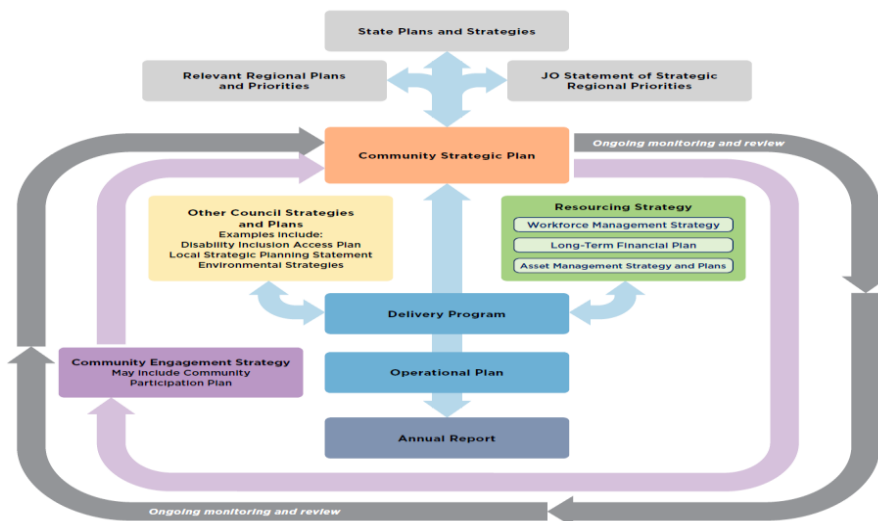 State Plans and Strategies
Relevant Regional Plans
and Priorities
JO Statement of Strategic
Regional Priorities
Community Strategic Plan
Ongoing monitoring and review
Other Council Strategies
and Plans
Examples include:
Disability Inclusion Access Plan
Local Strategic Planning Statement
Environmental Strategies
Resourcing Strategy
Workforce Management Strategy
Long-Term Financial Plan
Asset Management Strategy and Plans
Delivery Program
Community Engagement Strategy
May include Community
Participation Plan
Operational Plan
Annual Report
Ongoing monitoring and review